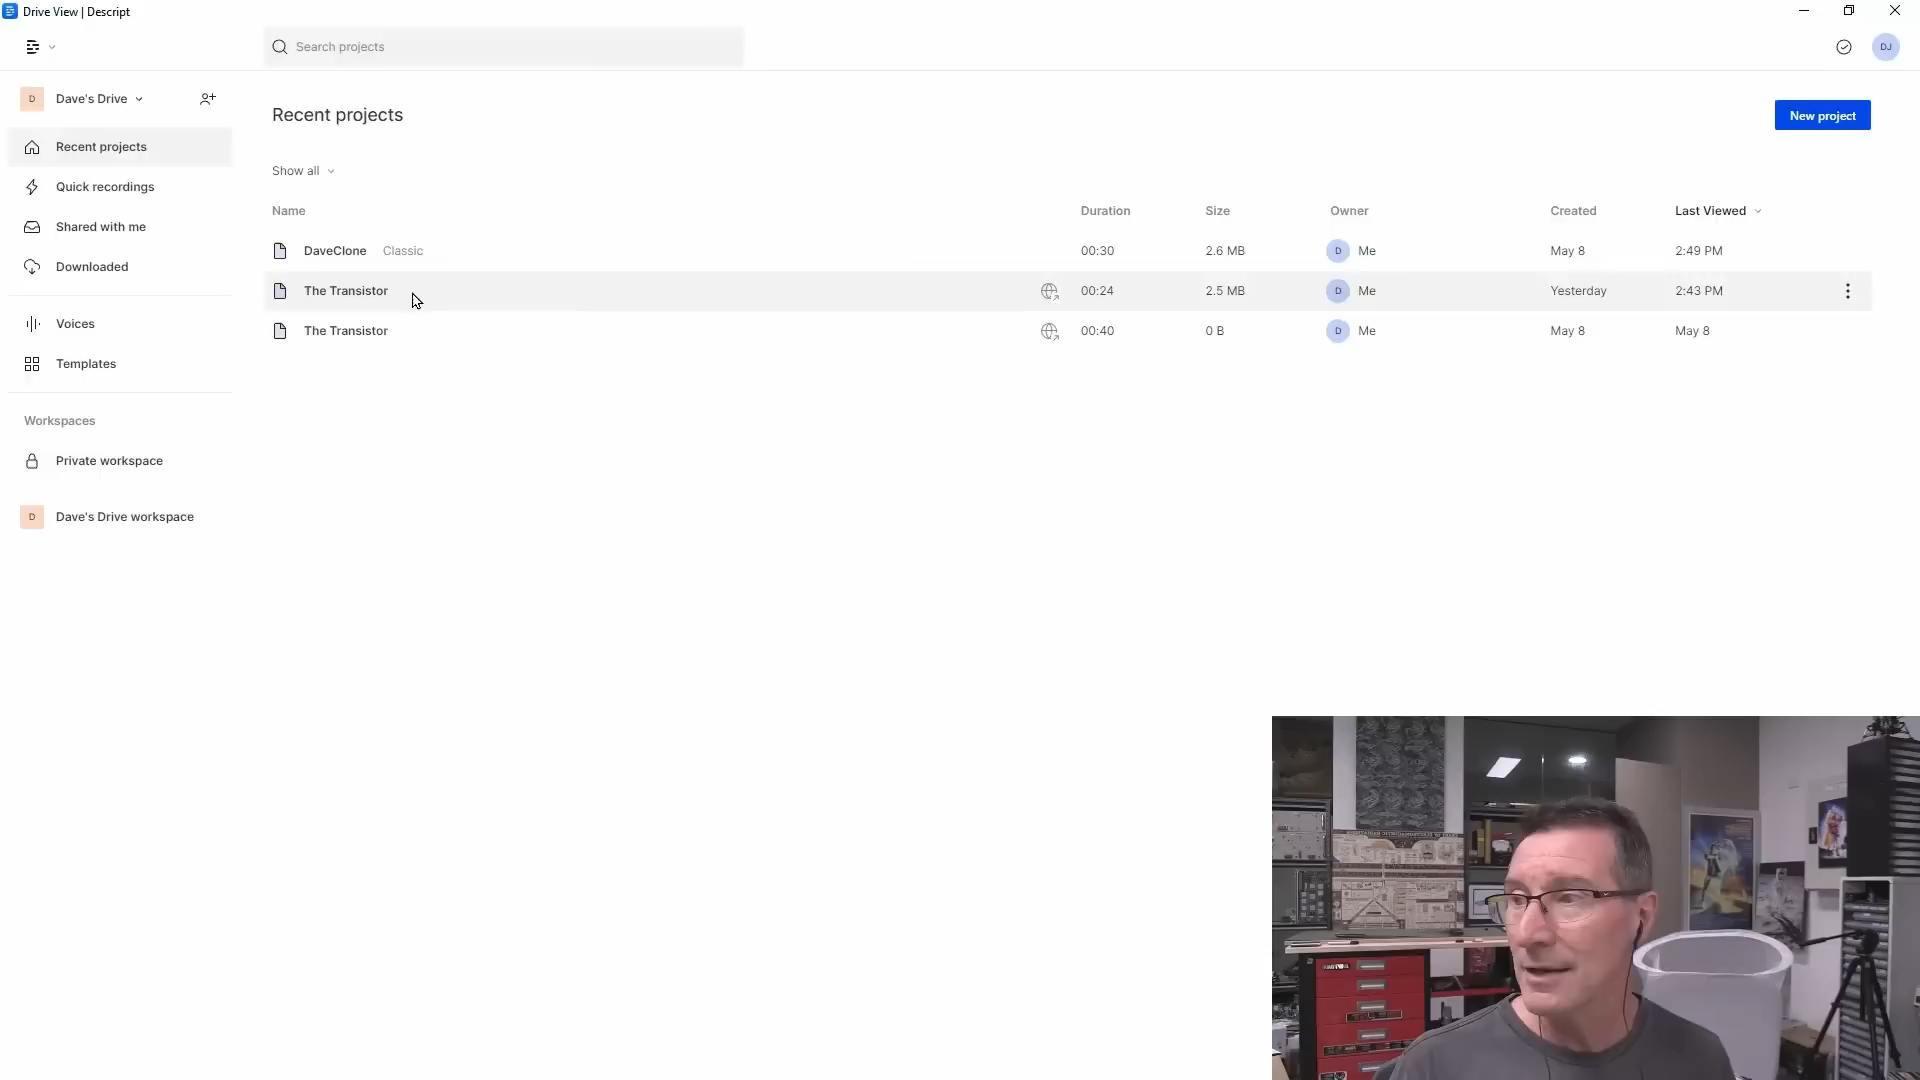 Drive View | Descript
Search projects
DJ
D Dave's Drive
Recent projects
Quick recordings
Shared with me
Downloaded
Voices
Templates
Workspaces
Private workspace
D Dave's Drive workspace
Recent projects
New project
Show all
Name Duration Size Owner Created Last Viewed
DaveClone Classic 00:30 2.6 MB D Me May 8 2:49 PM
The Transistor 00:24 2.5 MB D Me Yesterday 2:43 PM
The Transistor 00:40 0 B D Me May 8 May 8